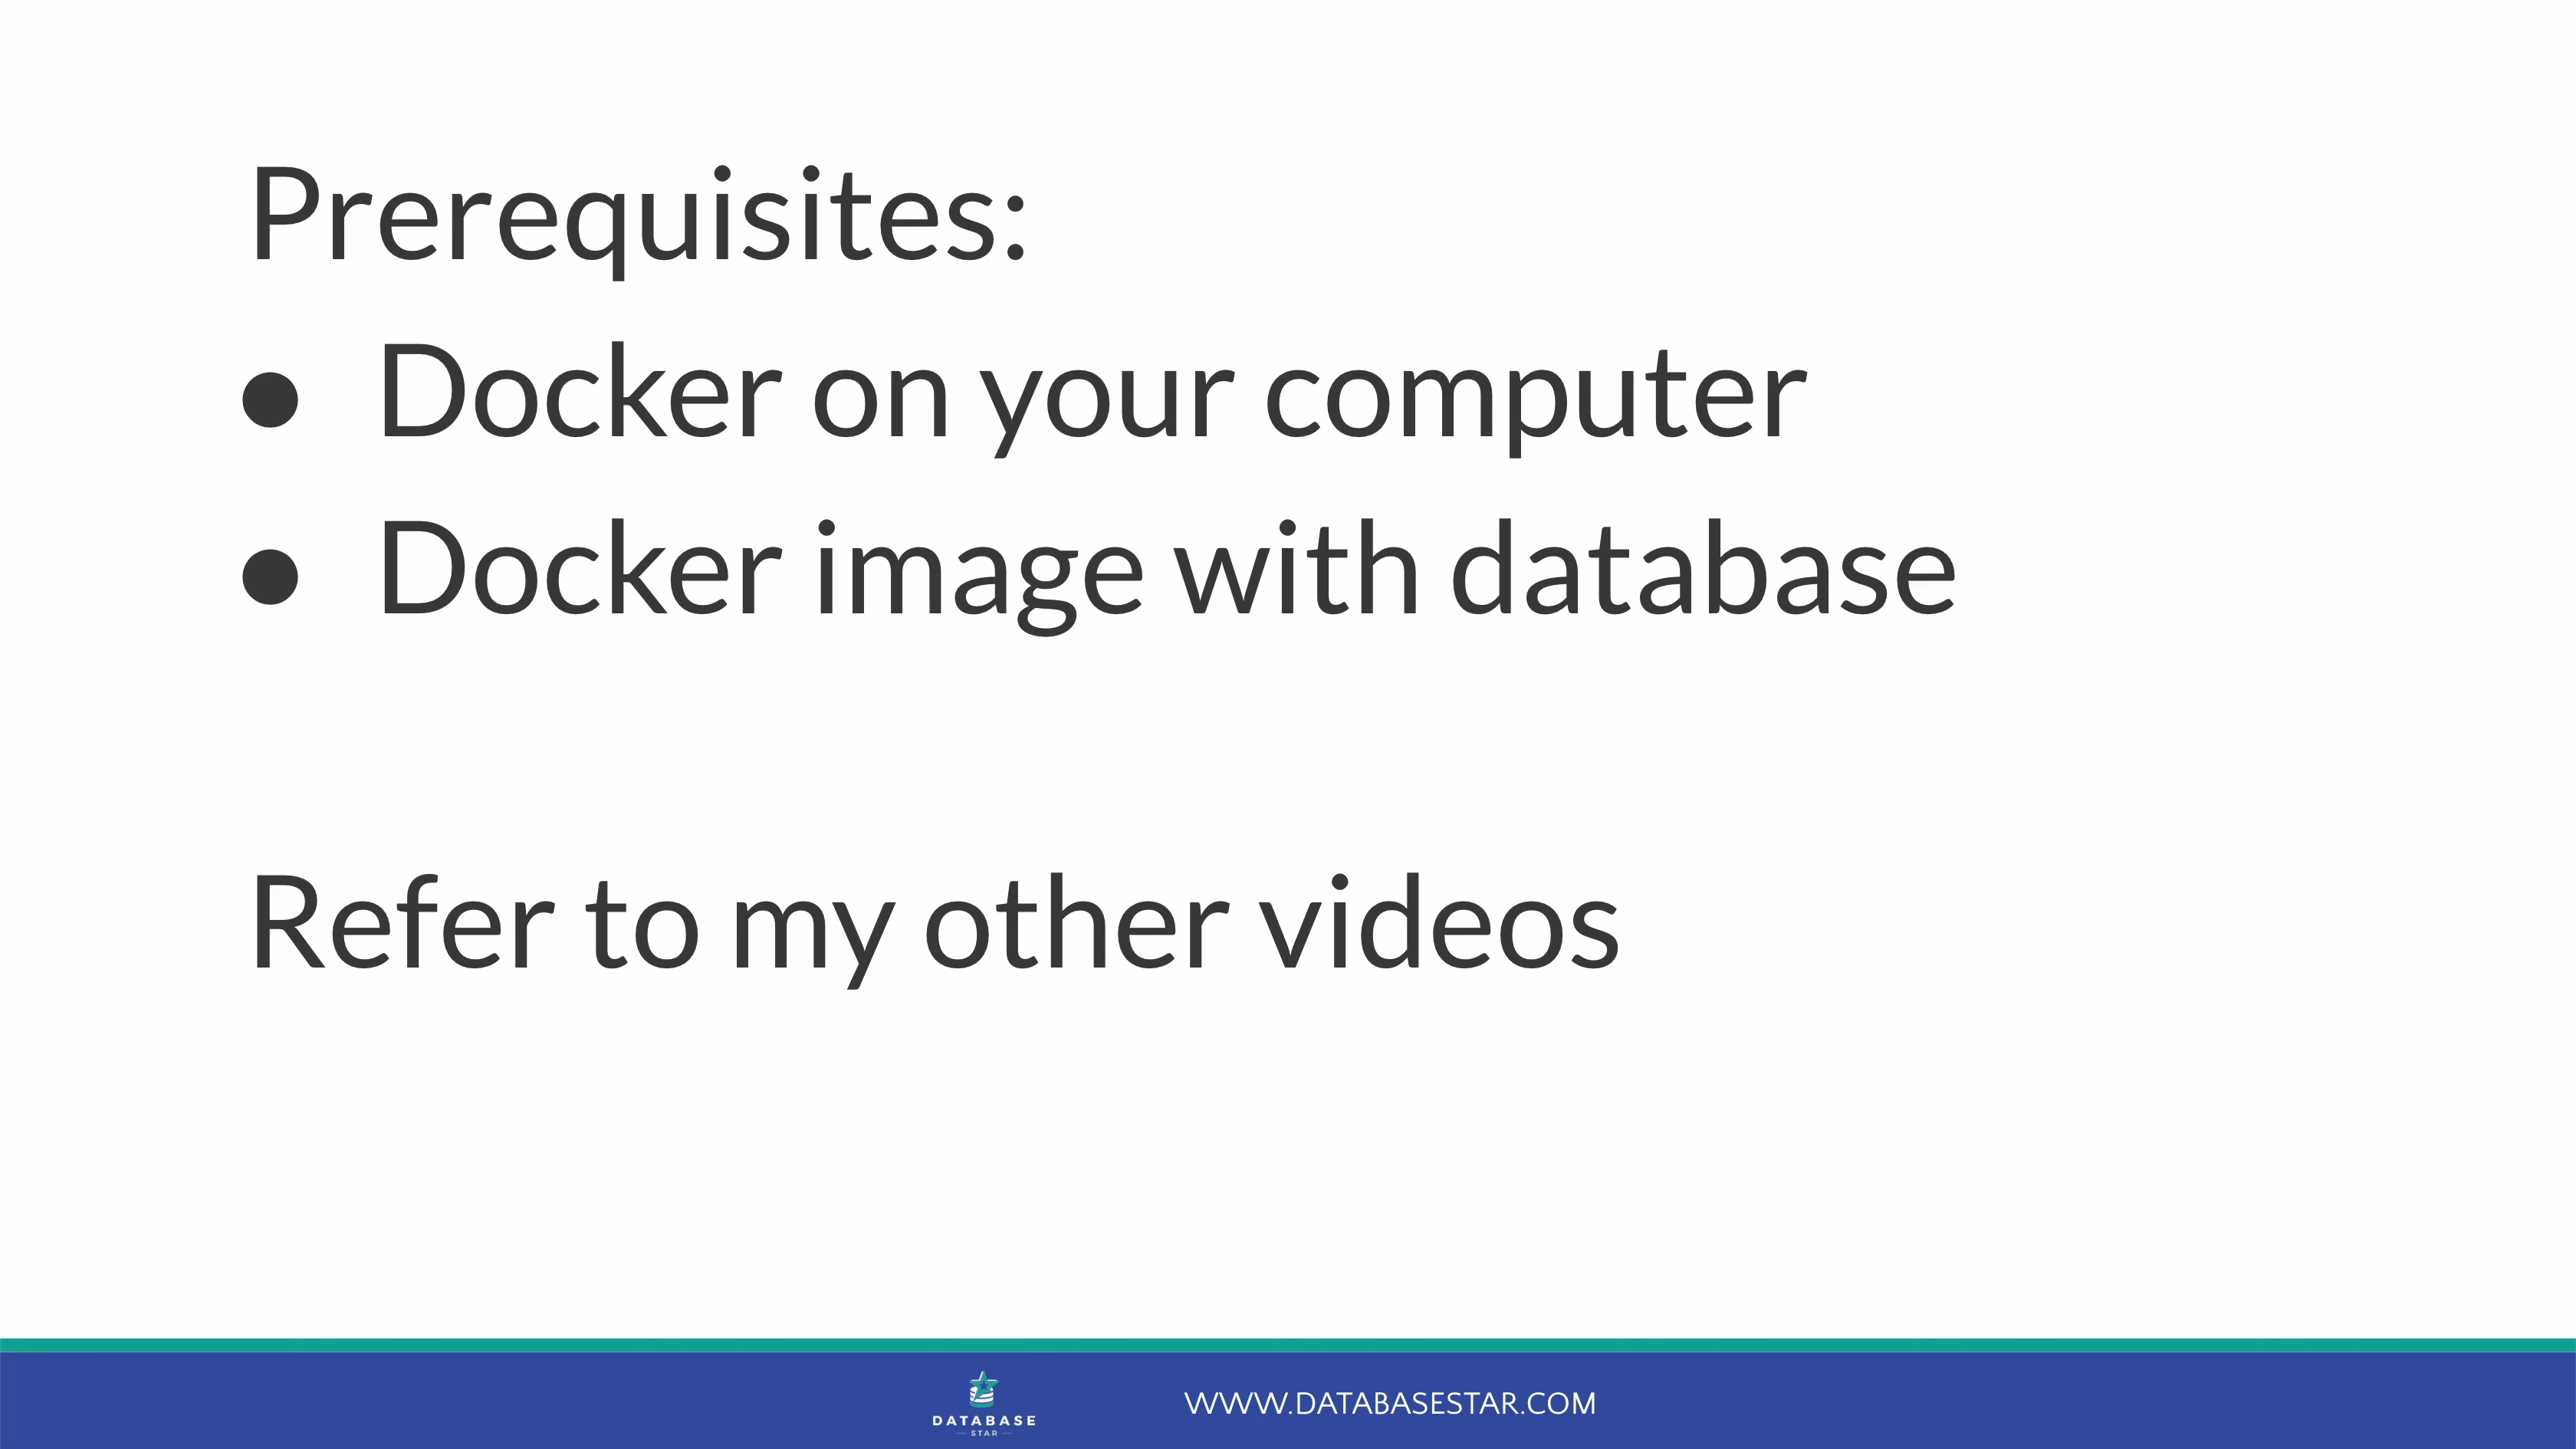 Prerequisites:
● Docker on your computer
● Docker image with database
Refer to my other videos
DATABASE
STAR
WWW.DATABASESTAR.COM